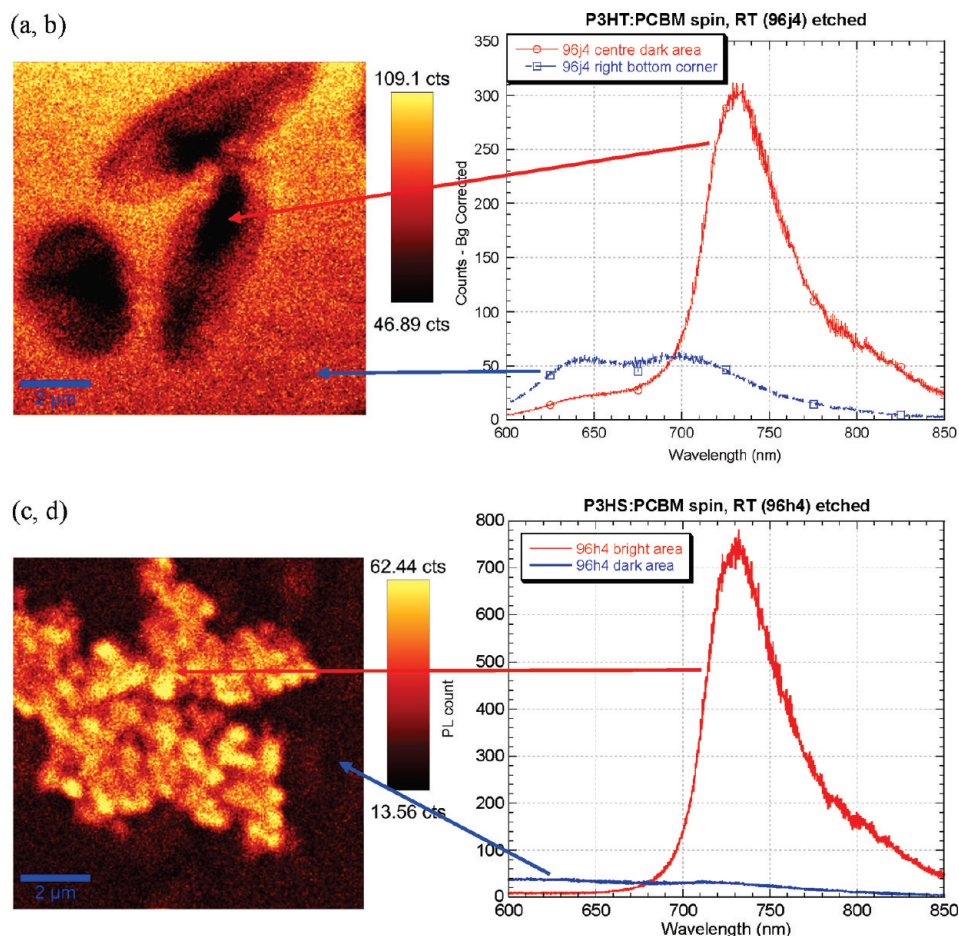 (a, b)
109.1 cts
46.89 cts
2 µm
P3HT:PCBM spin, RT (96j4) etched
96j4 centre dark area
96j4 right bottom corner
Counts - Bg Corrected
350
300
250
200
150
100
50
0
600 650 700 750 800 850
Wavelength (nm)
(c, d)
62.44 cts
PL count
13.56 cts
2 µm
P3HS:PCBM spin, RT (96h4) etched
96h4 bright area
96h4 dark area
800
700
600
500
400
300
200
100
0
600 650 700 750 800 850
Wavelength (nm)